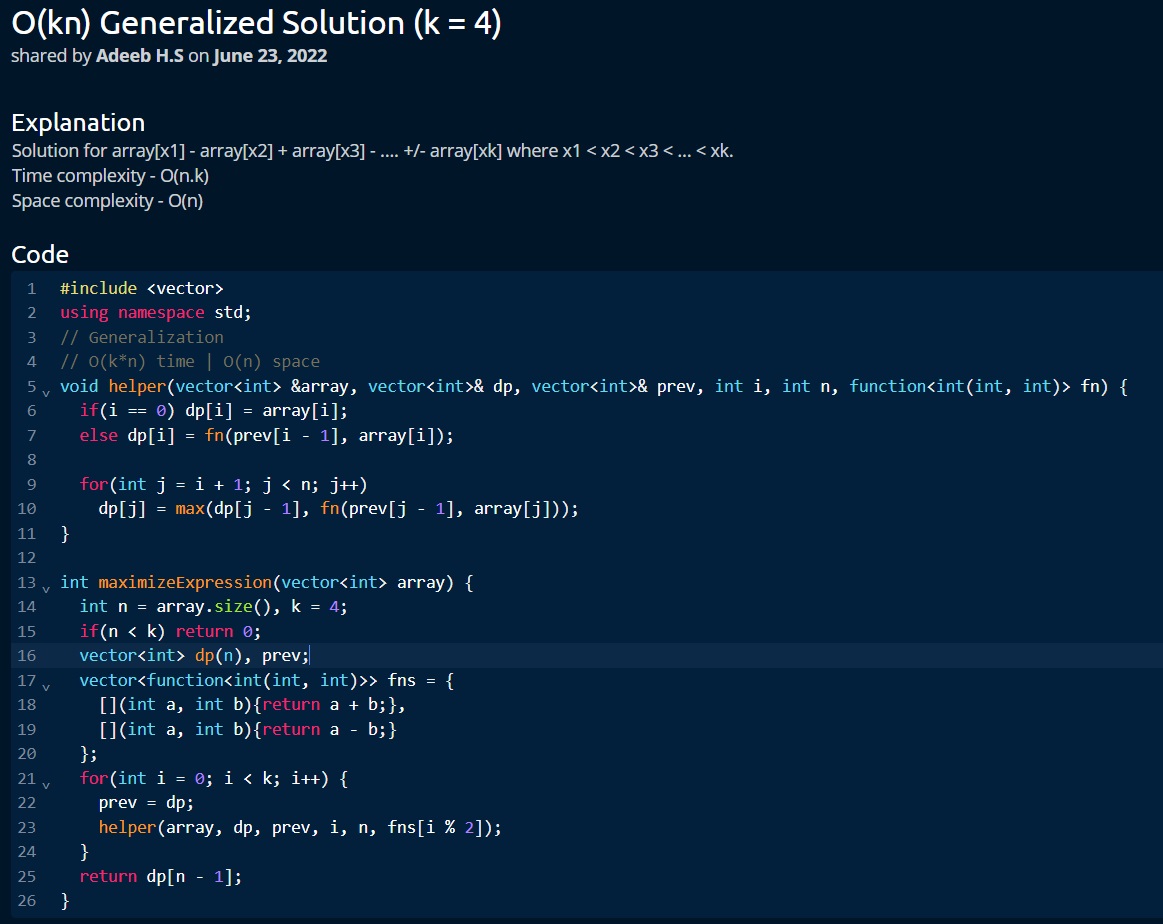 O(kn) Generalized Solution (k = 4)
shared by Adeeb H.S on June 23, 2022
Explanation
Solution for array[x1] - array[x2] + array[x3] - .... +/- array[xk] where x1 < x2 < x3 < ... < xk.
Time complexity - O(n.k)
Space complexity - O(n)
Code
1 #include <vector>
2 using namespace std;
3 // Generalization
4 // O(k*n) time | O(n) space
5 void helper(vector<int> &array, vector<int>& dp, vector<int>& prev, int i, int n, function<int(int, int)> fn) {
6   if(i == 0) dp[i] = array[i];
7   else dp[i] = fn(prev[i - 1], array[i]);
8
9   for(int j = i + 1; j < n; j++)
10     dp[j] = max(dp[j - 1], fn(prev[j - 1], array[j]));
11 }
12
13 int maximizeExpression(vector<int> array) {
14   int n = array.size(), k = 4;
15   if(n < k) return 0;
16   vector<int> dp(n), prev;
17   vector<function<int(int, int)>> fns = {
18     [](int a, int b){return a + b;},
19     [](int a, int b){return a - b;}
20   };
21   for(int i = 0; i < k; i++) {
22     prev = dp;
23     helper(array, dp, prev, i, n, fns[i % 2]);
24   }
25   return dp[n - 1];
26 }